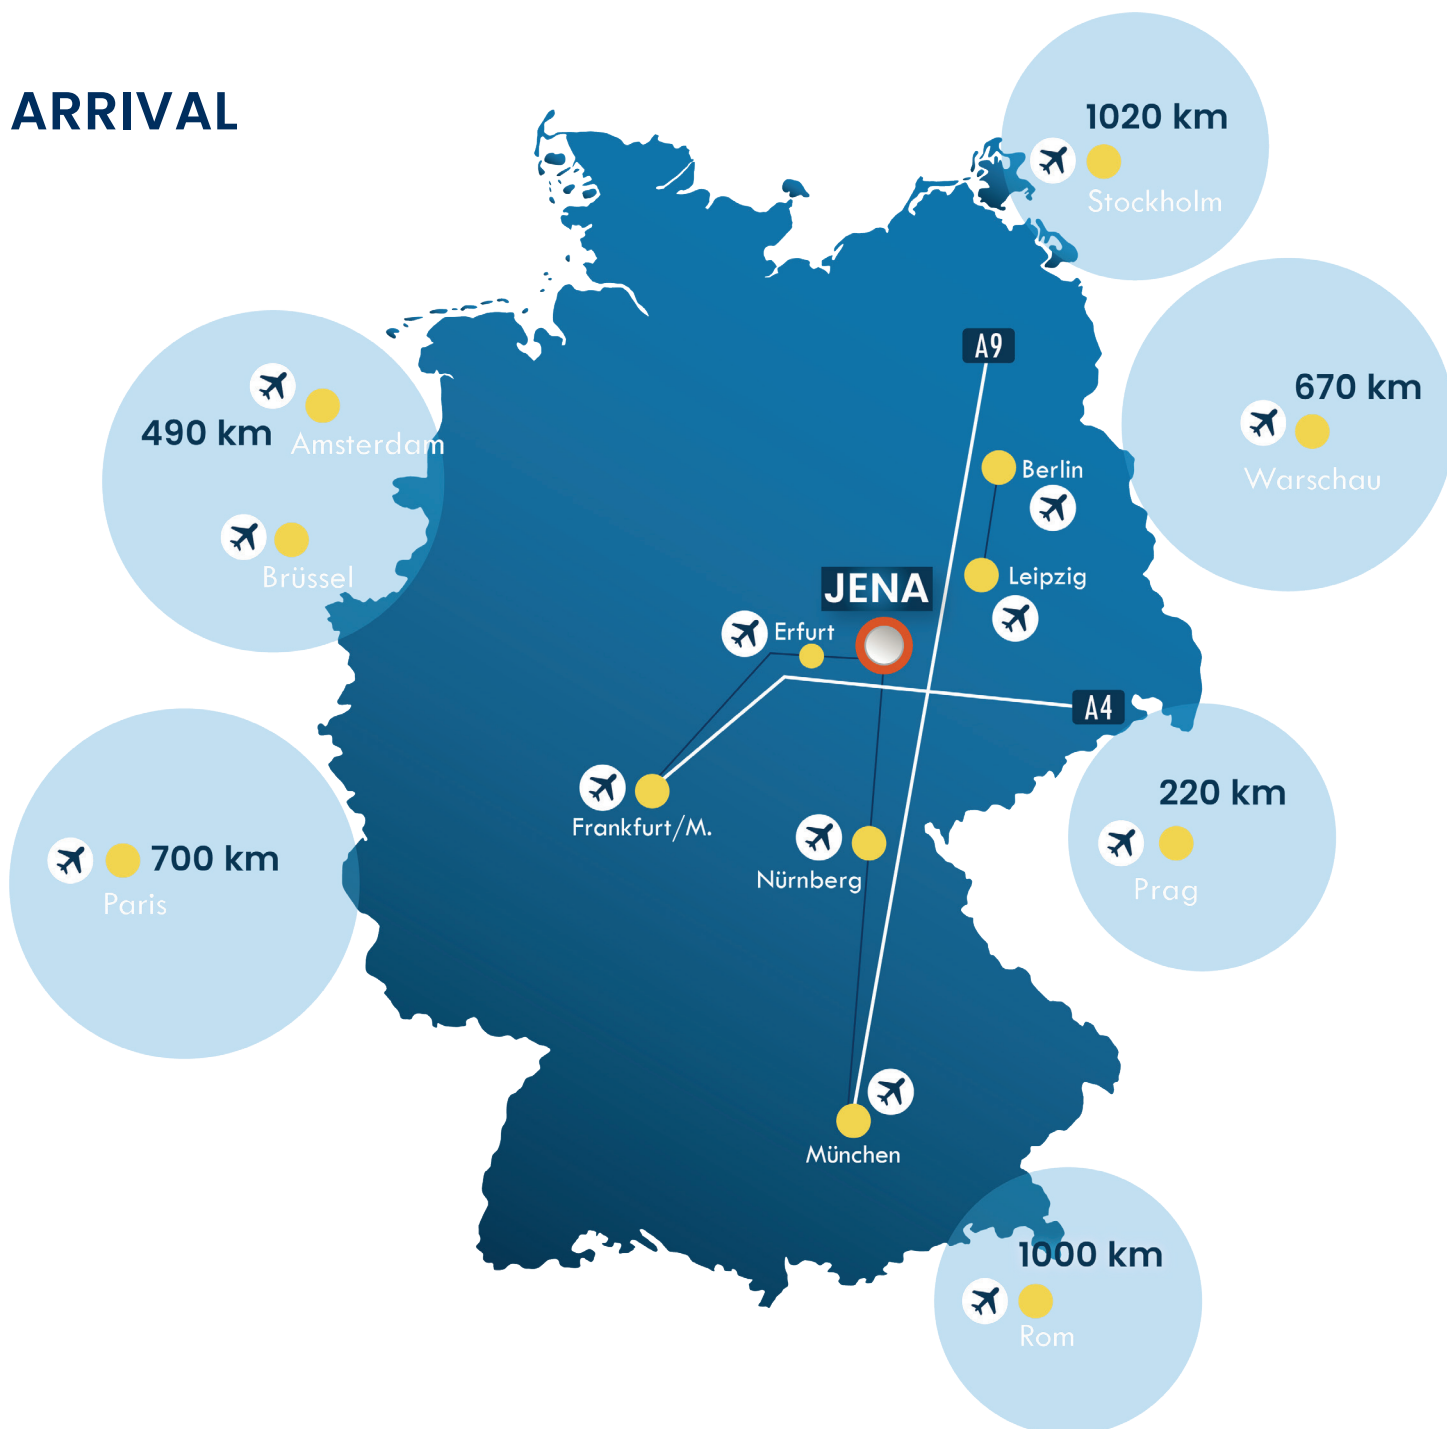 ARRIVAL
1020 km
Stockholm
A9
670 km
Warschau
490 km
Amsterdam
Berlin
Brüssel
Leipzig
JENA
Erfurt
A4
220 km
Frankfurt/M.
700 km
Nürnberg
Prag
Paris
München
1000 km
Rom